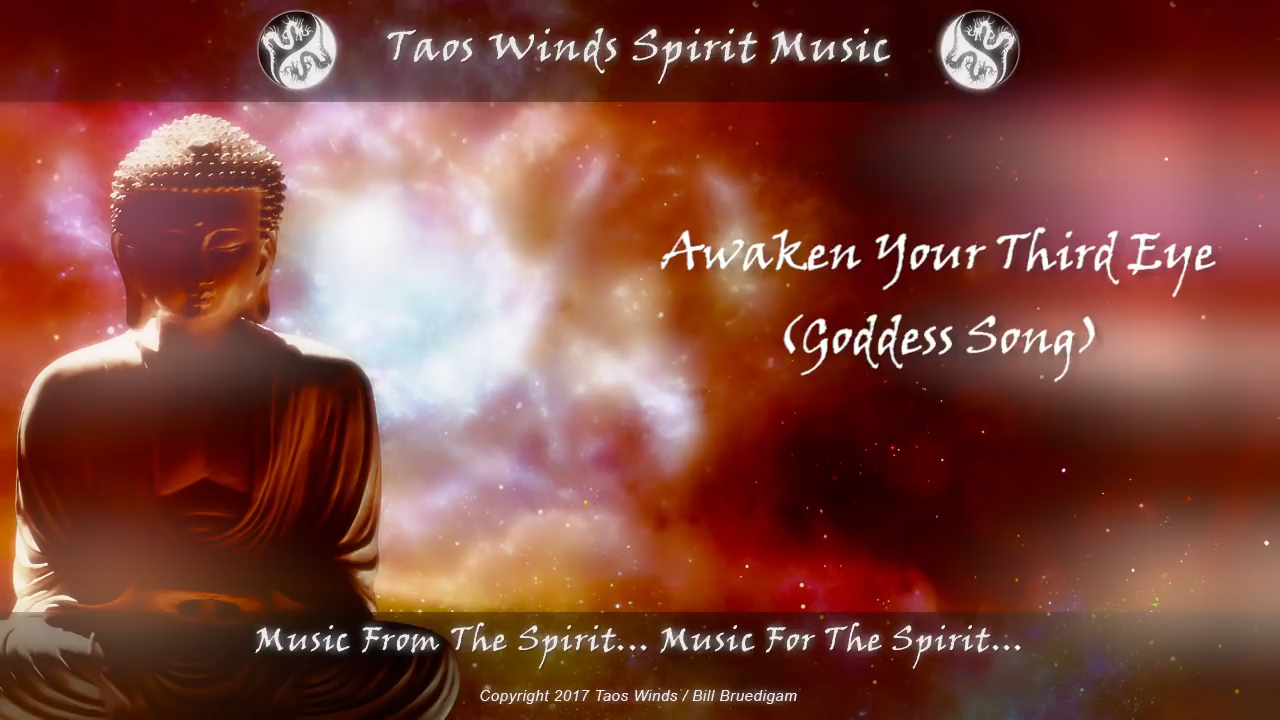 Taos Winds Spirit Music
Awaken Your Third Eye
(Goddess Song)
Music From The Spirit... Music For The Spirit...
Copyright 2017 Taos Winds / Bill Bruedigam